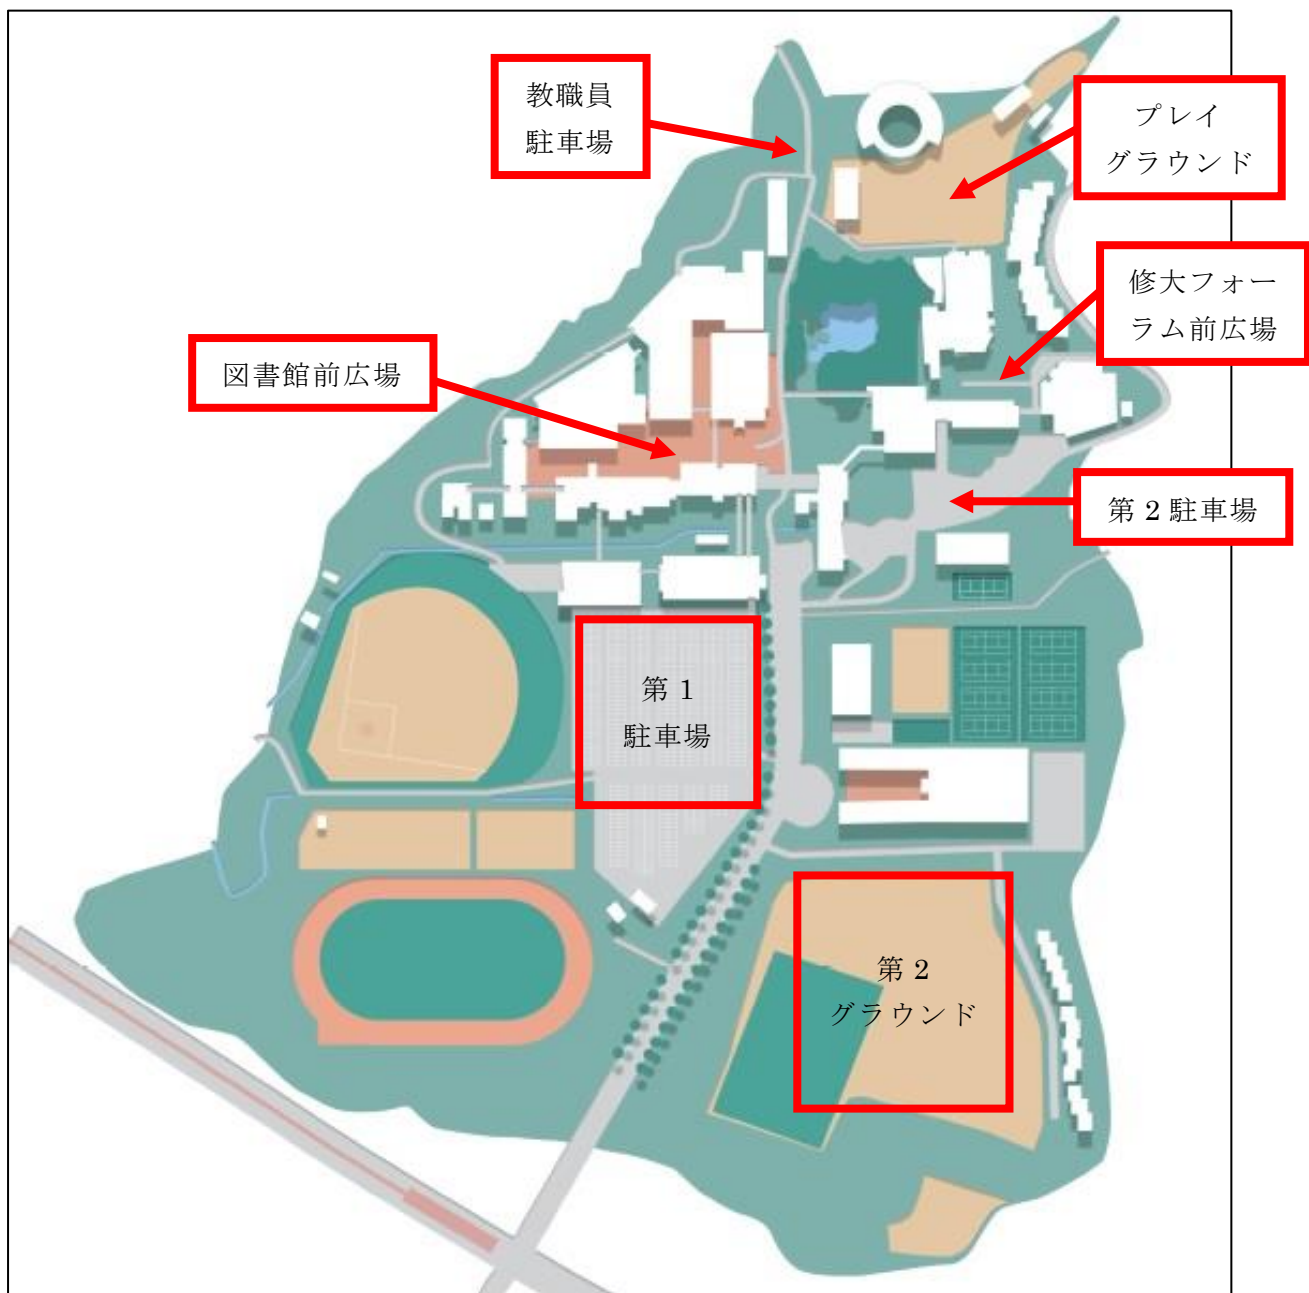 教職員
駐車場
プレイ
グラウンド
修大フォー
ラム前広場
図書館前広場
第 2 駐車場
第 1
駐車場
第 2
グラウンド